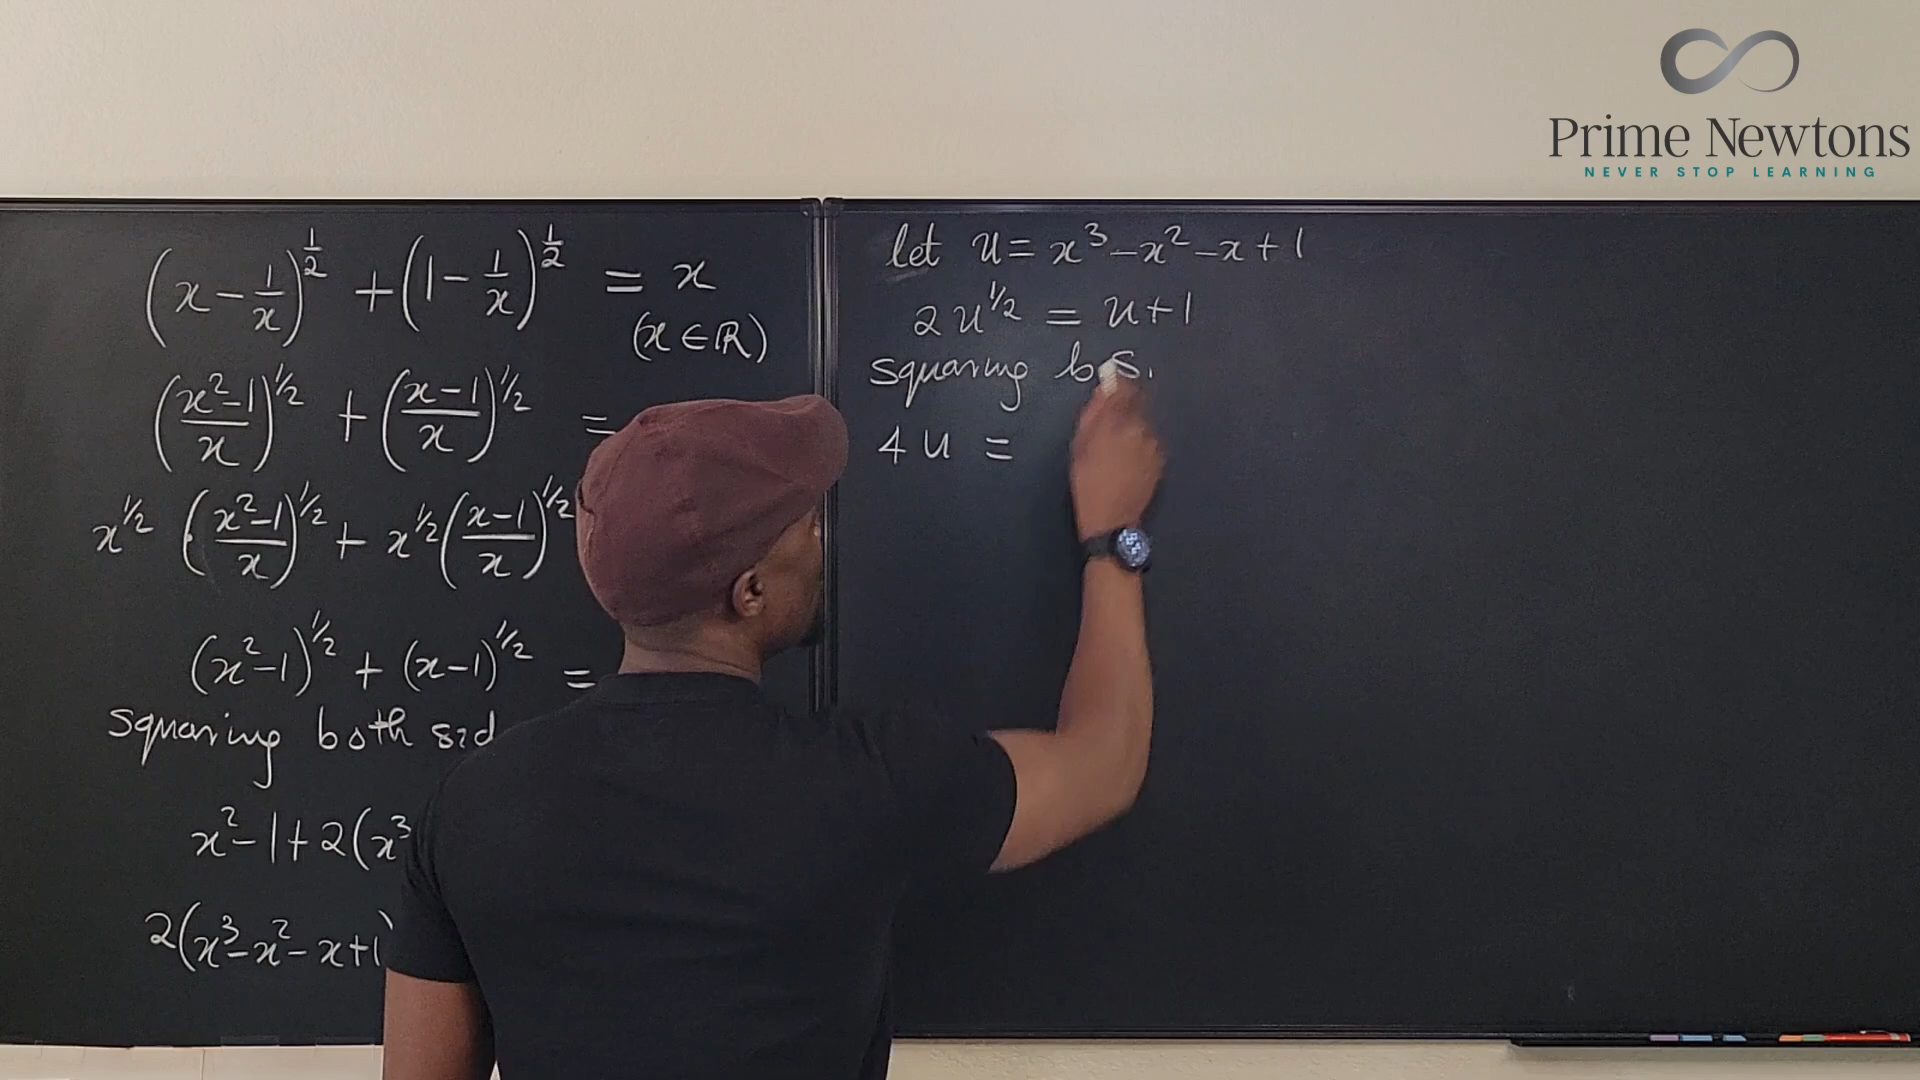 Prime Newtons
NEVER STOP LEARNING
(x - 1/x)^(1/2) + (1 - 1/x)^(1/2) = x
(x ∈ ℝ)
((x² - 1)/x)^(1/2) + ((x - 1)/x)^(1/2) =
x^(1/2) · ((x² - 1)/x)^(1/2) + x^(1/2) ((x - 1)/x)^(1/2)
(x² - 1)^(1/2) + (x - 1)^(1/2) =
squaring both sid
x² - 1 + 2(x³
2(x³ - x² - x + 1)
let u = x³ - x² - x + 1
2u^(1/2) = u + 1
squaring b.s.
4u =